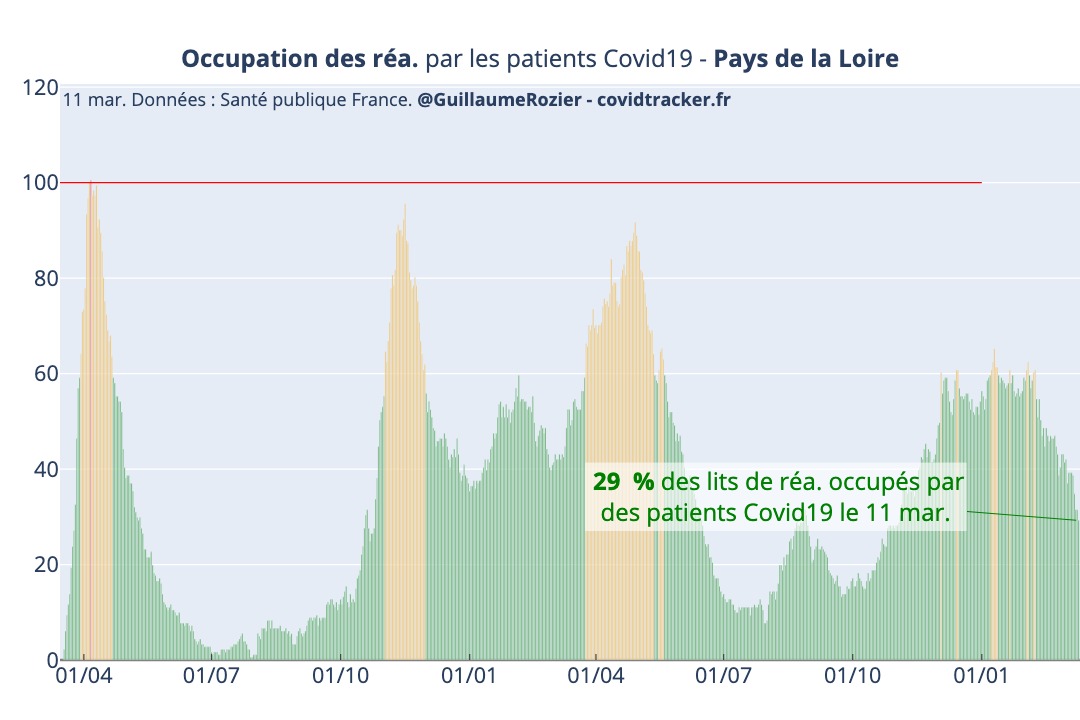 Occupation des réa. par les patients Covid19 - Pays de la Loire
120
11 mar. Données : Santé publique France. @GuillaumeRozier - covidtracker.fr
100
80
60
40
29 % des lits de réa. occupés par
des patients Covid19 le 11 mar.
20
0
01/04 01/07 01/10 01/01 01/04 01/07 01/10 01/01